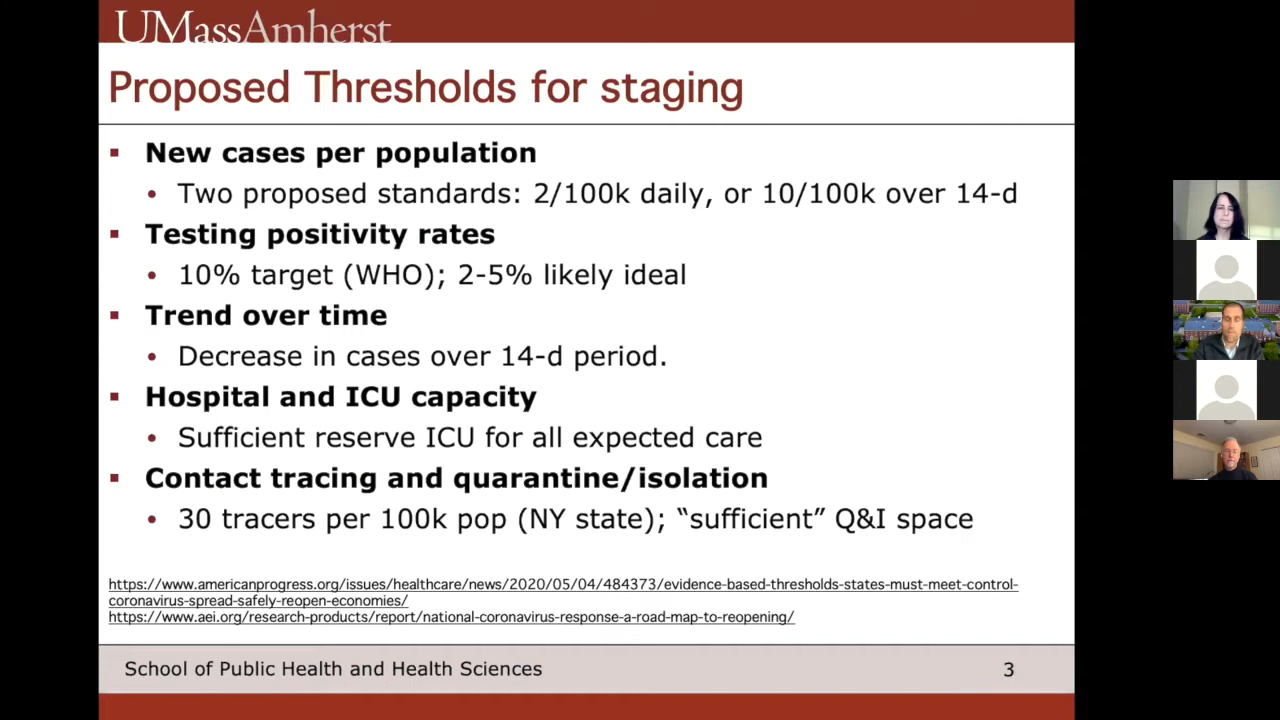 UMassAmherst
Proposed Thresholds for staging
▪ New cases per population
• Two proposed standards: 2/100k daily, or 10/100k over 14-d
▪ Testing positivity rates
• 10% target (WHO); 2-5% likely ideal
▪ Trend over time
• Decrease in cases over 14-d period.
▪ Hospital and ICU capacity
• Sufficient reserve ICU for all expected care
▪ Contact tracing and quarantine/isolation
• 30 tracers per 100k pop (NY state); “sufficient” Q&I space
https://www.americanprogress.org/issues/healthcare/news/2020/05/04/484373/evidence-based-thresholds-states-must-meet-control-
coronavirus-spread-safely-reopen-economies/
https://www.aei.org/research-products/report/national-coronavirus-response-a-road-map-to-reopening/
School of Public Health and Health Sciences
3